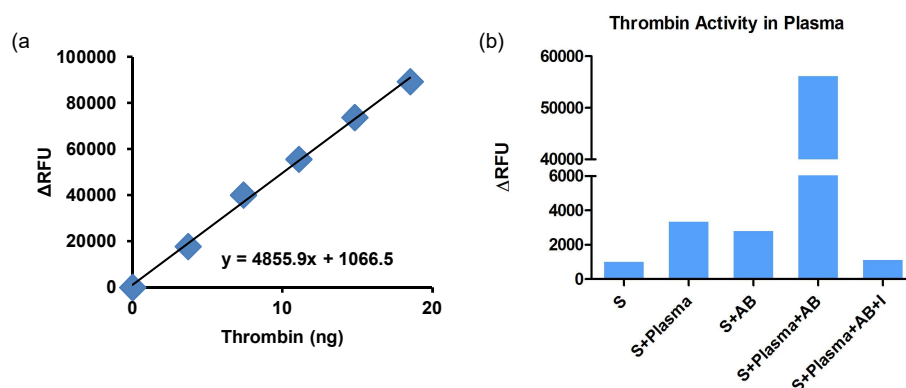 (a
100000
80000
60000
40000
20000
0
ΔRFU
0
10
20
Thrombin (ng)
y = 4855.9x + 1066.5
(b)
Thrombin Activity in Plasma
60000
50000
40000
6000
4000
2000
0
ΔRFU
S
S+Plasma
S+AB
S+Plasma+AB
S+Plasma+AB+I